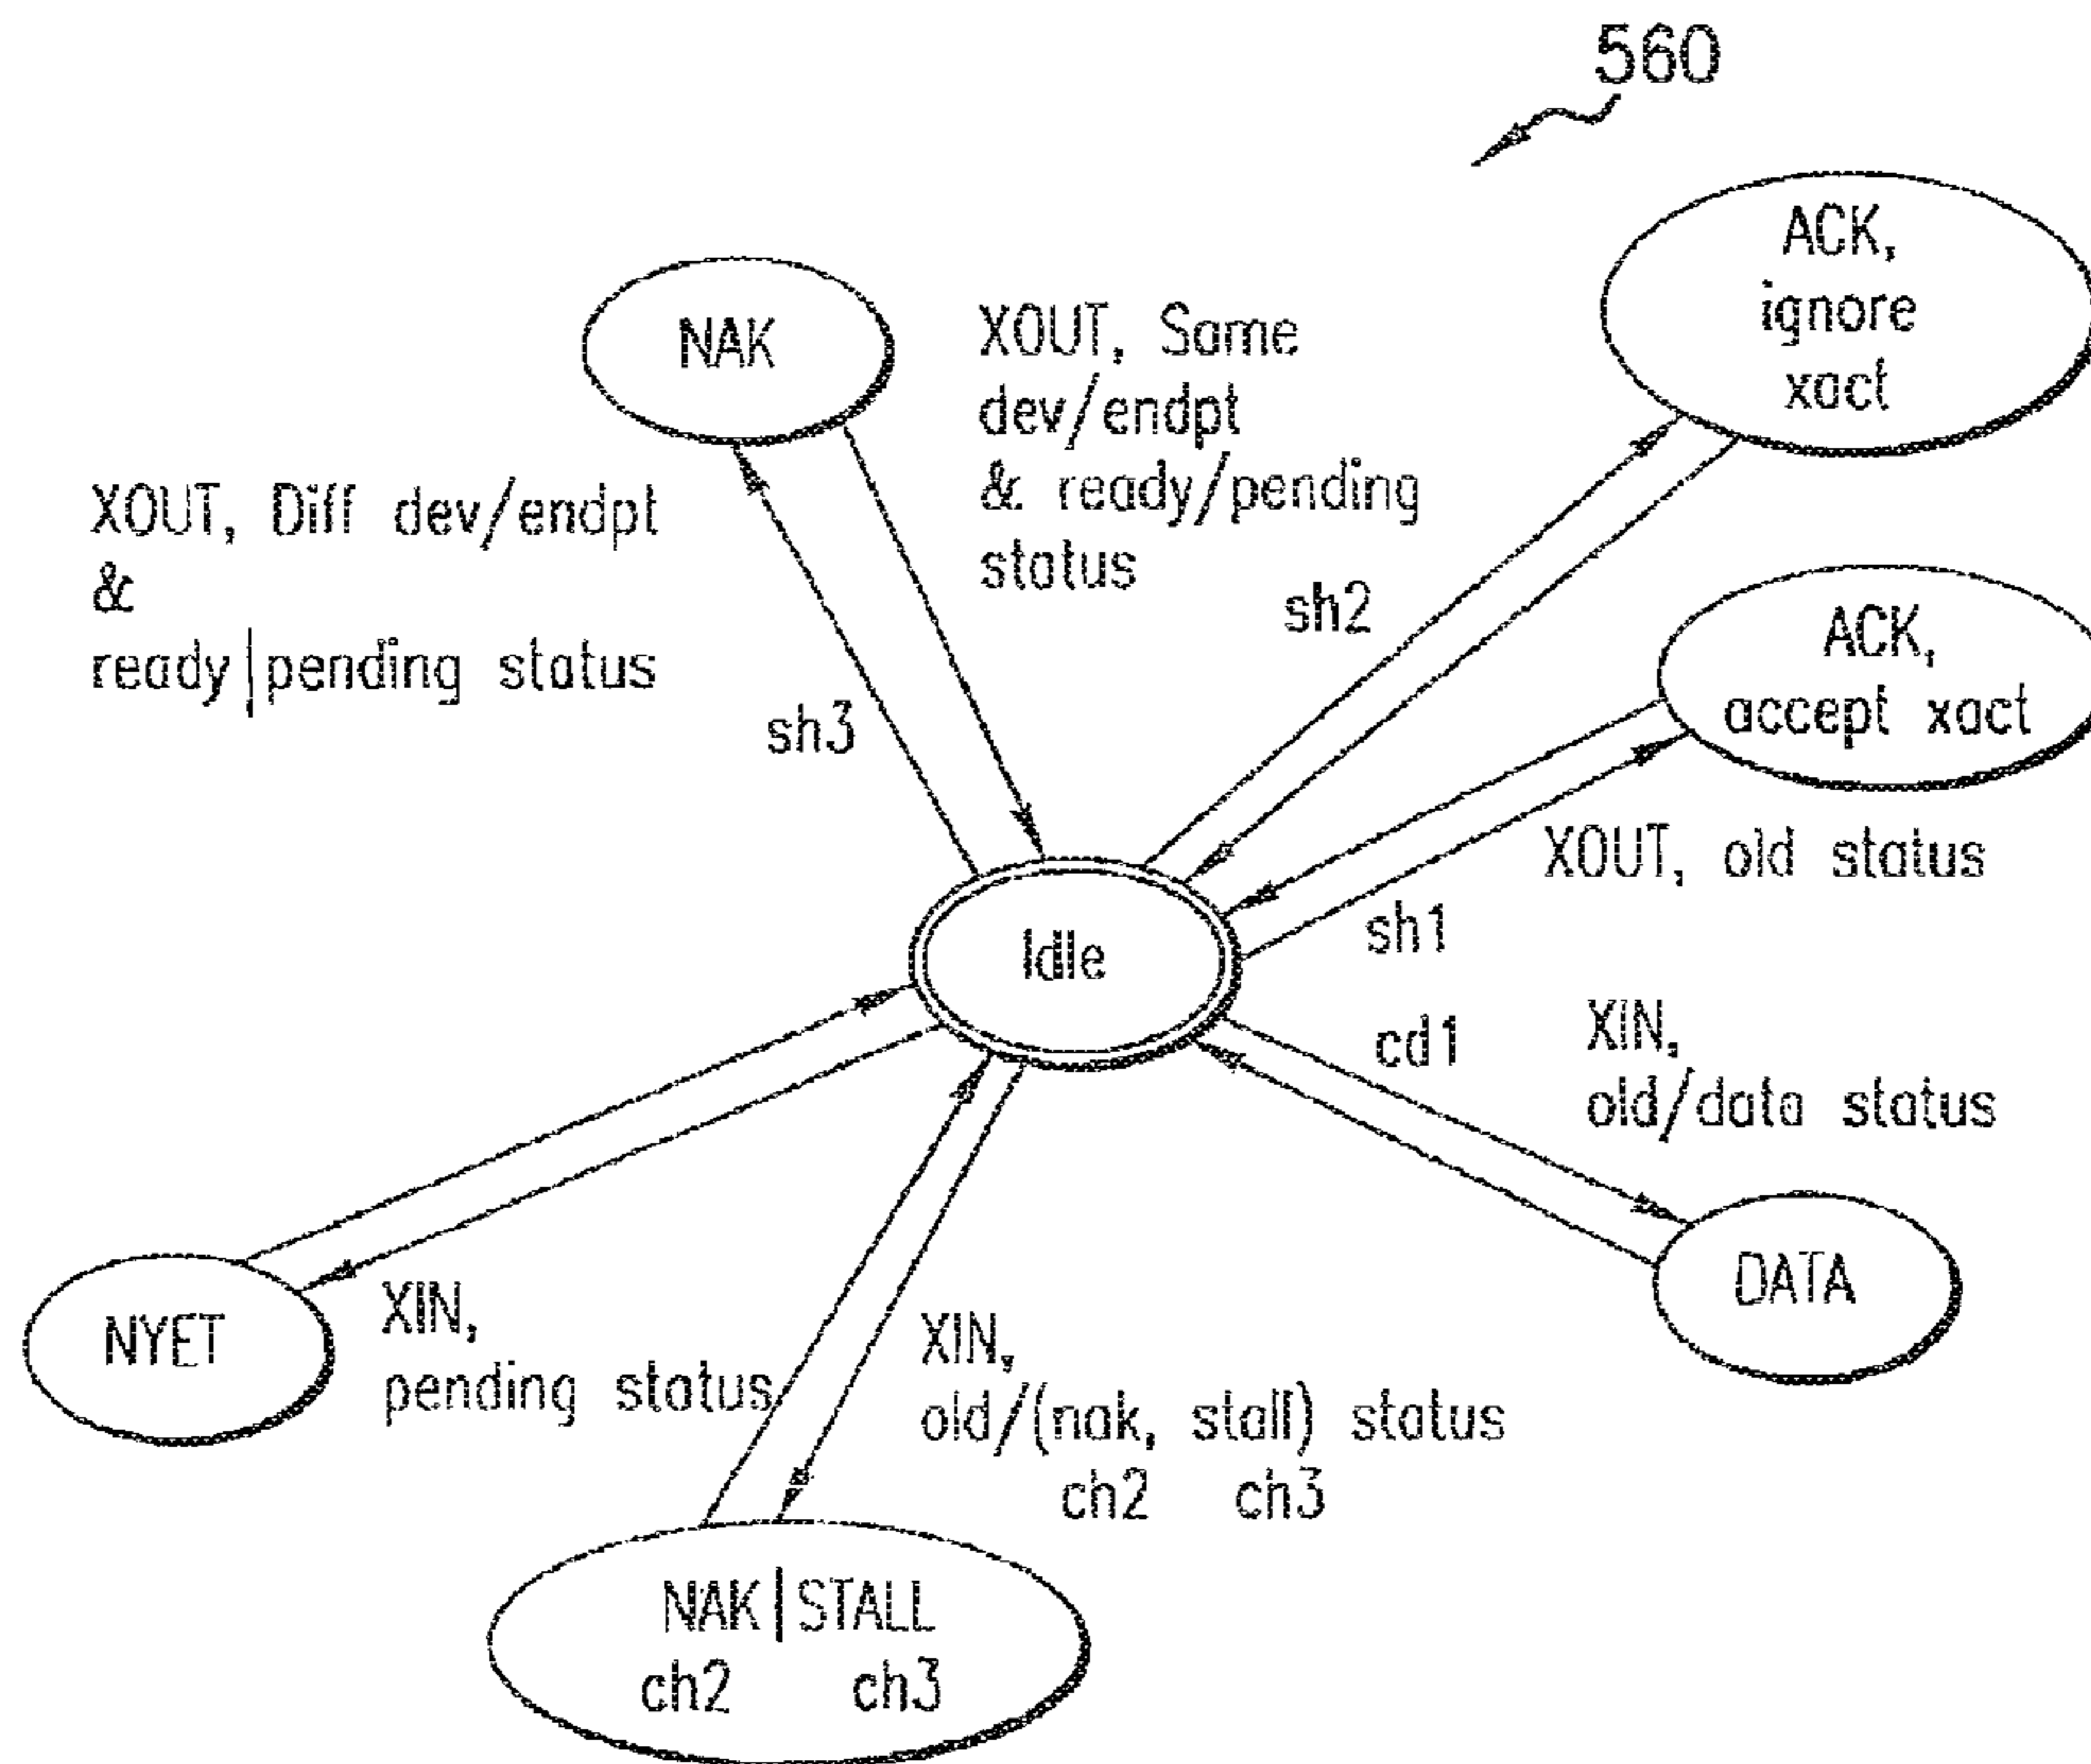 560
ACK,
ignore
xact
NAK
XOUT, Same
dev/endpt
& ready/pending
status
XOUT, Diff dev/endpt
&
ready|pending status
sh3
sh2
ACK,
accept xact
XOUT, old status
sh1
Idle
cd1
XIN,
old/data status
DATA
NYET
XIN,
pending status
XIN,
old/(nak, stall) status
ch2 ch3
NAK|STALL
ch2 ch3